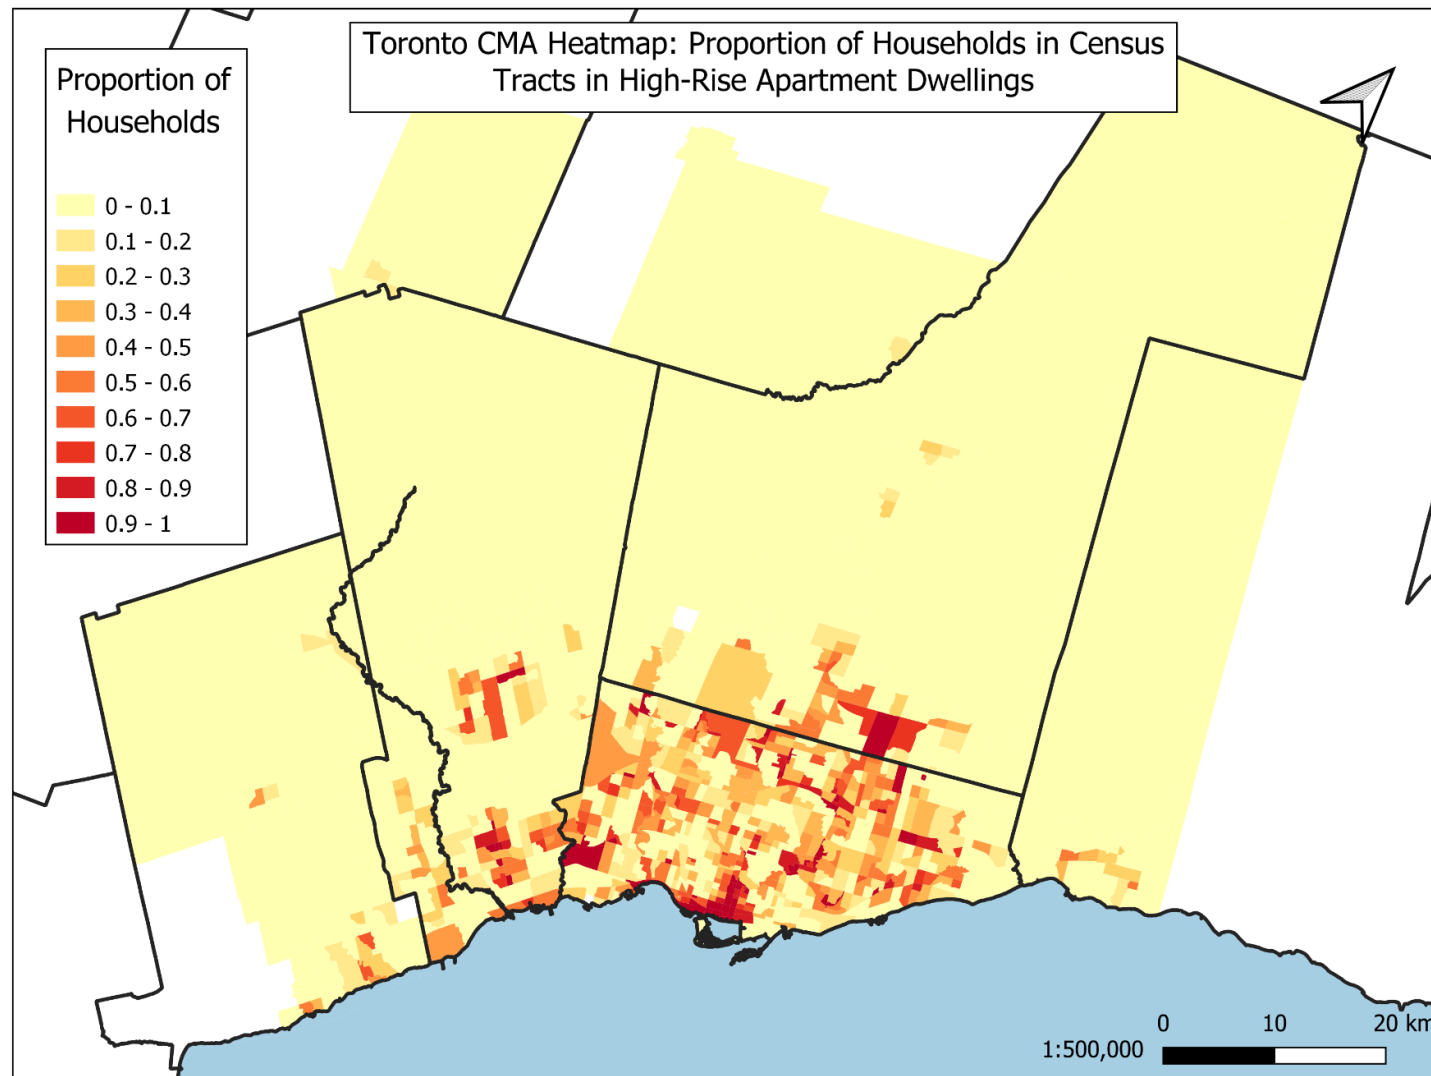 Toronto CMA Heatmap: Proportion of Households in Census
Tracts in High-Rise Apartment Dwellings
Proportion of
Households
0 - 0.1
0.1 - 0.2
0.2 - 0.3
0.3 - 0.4
0.4 - 0.5
0.5 - 0.6
0.6 - 0.7
0.7 - 0.8
0.8 - 0.9
0.9 - 1
0 10 20 km
1:500,000